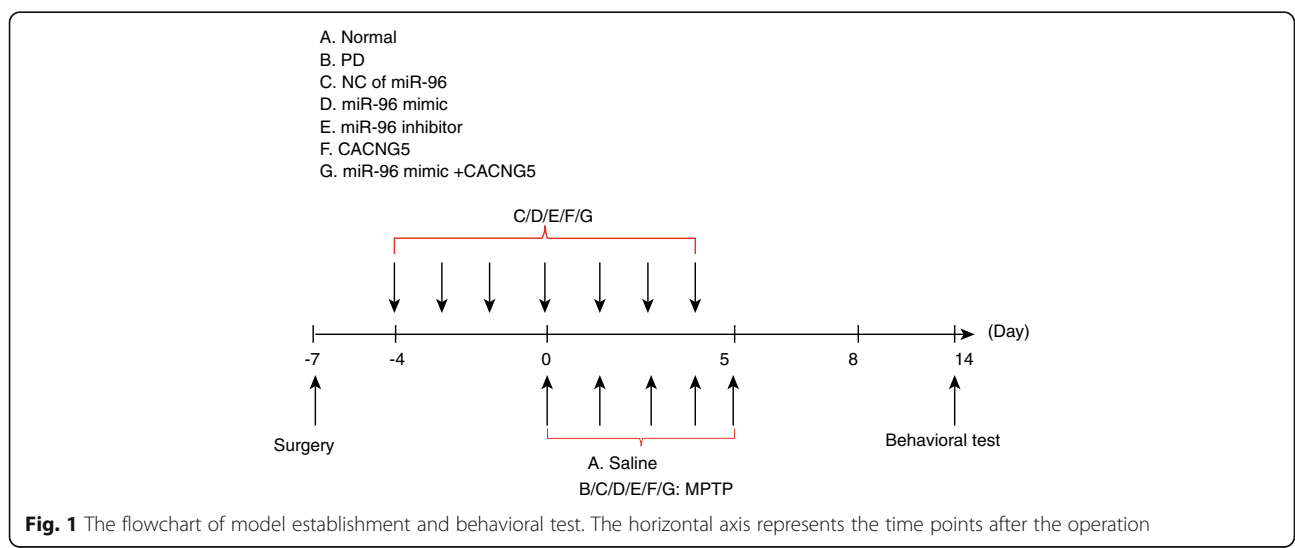 A. Normal
B. PD
C. NC of miR-96
D. miR-96 mimic
E. miR-96 inhibitor
F. CACNG5
G. miR-96 mimic +CACNG5
C/D/E/F/G
(Day)
-7 -4 0 5 8 14
Surgery
Behavioral test
A. Saline
B/C/D/E/F/G: MPTP
Fig. 1 The flowchart of model establishment and behavioral test. The horizontal axis represents the time points after the operation